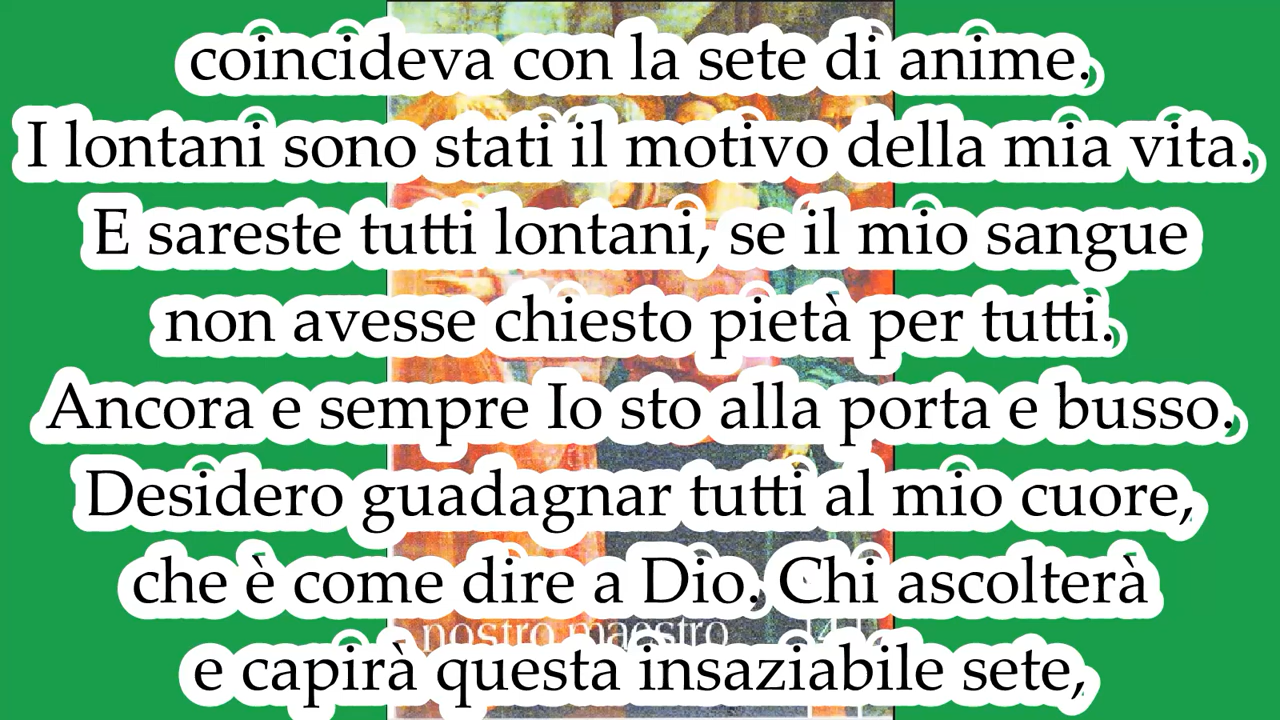 coincideva con la sete di anime.
I lontani sono stati il motivo della mia vita.
E sareste tutti lontani, se il mio sangue
non avesse chiesto pietà per tutti.
Ancora e sempre Io sto alla porta e busso.
Desidero guadagnar tutti al mio cuore,
che è come dire a Dio. Chi ascolterà
nostro maestro
e capirà questa insaziabile sete,